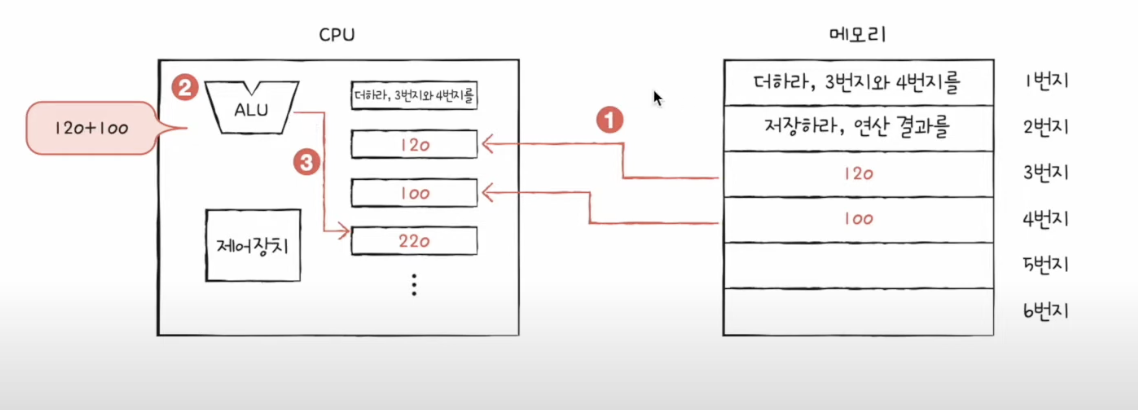 CPU
메모리
❷
ALU
120+100
❸
제어장치
더하라, 3번지와 4번지를
120
100
220
❶
더하라, 3번지와 4번지를
1번지
저장하라, 연산 결과를
2번지
120
3번지
100
4번지
5번지
6번지